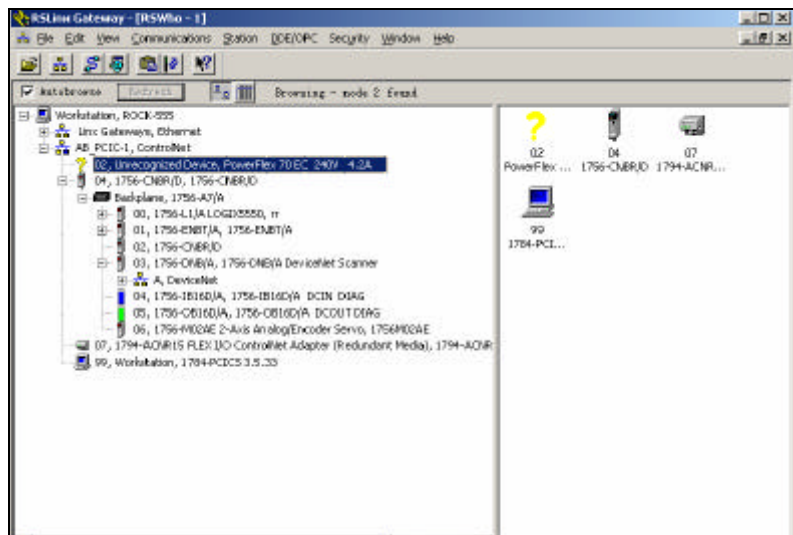 RSLinx Gateway - [RSWho - 1]
File Edit View Communications Station DDE/OPC Security Window Help
Autobrowse Refresh Browsing - node 2 found
Workstation, ROCK-555
Linx Gateways, Ethernet
AB_PCIC-1, ControlNet
02, Unrecognized Device, PowerFlex 70 EC 240V 4.2A
04, 1756-CNBR/D, 1756-CNBR/D
Backplane, 1756-A7/A
00, 1756-L1/A LOGIX5550, rr
01, 1756-ENBT/A, 1756-ENBT/A
02, 1756-CNBR/D
03, 1756-DNB/A, 1756-DNB/A DeviceNet Scanner
A, DeviceNet
04, 1756-IB16D/A, 1756-IB16D/A DCIN DIAG
05, 1756-OB16D/A, 1756-OB16D/A DCOUT DIAG
06, 1756-M02AE 2-Axis Analog/Encoder Servo, 1756M02AE
07, 1794-ACNR15 FLEX I/O ControlNet Adapter (Redundant Media), 1794-ACNR
99, Workstation, 1784-PCICS 3.5.33
02
PowerFlex ...
04
1756-CNBR/D
07
1794-ACNR...
99
1784-PCI...